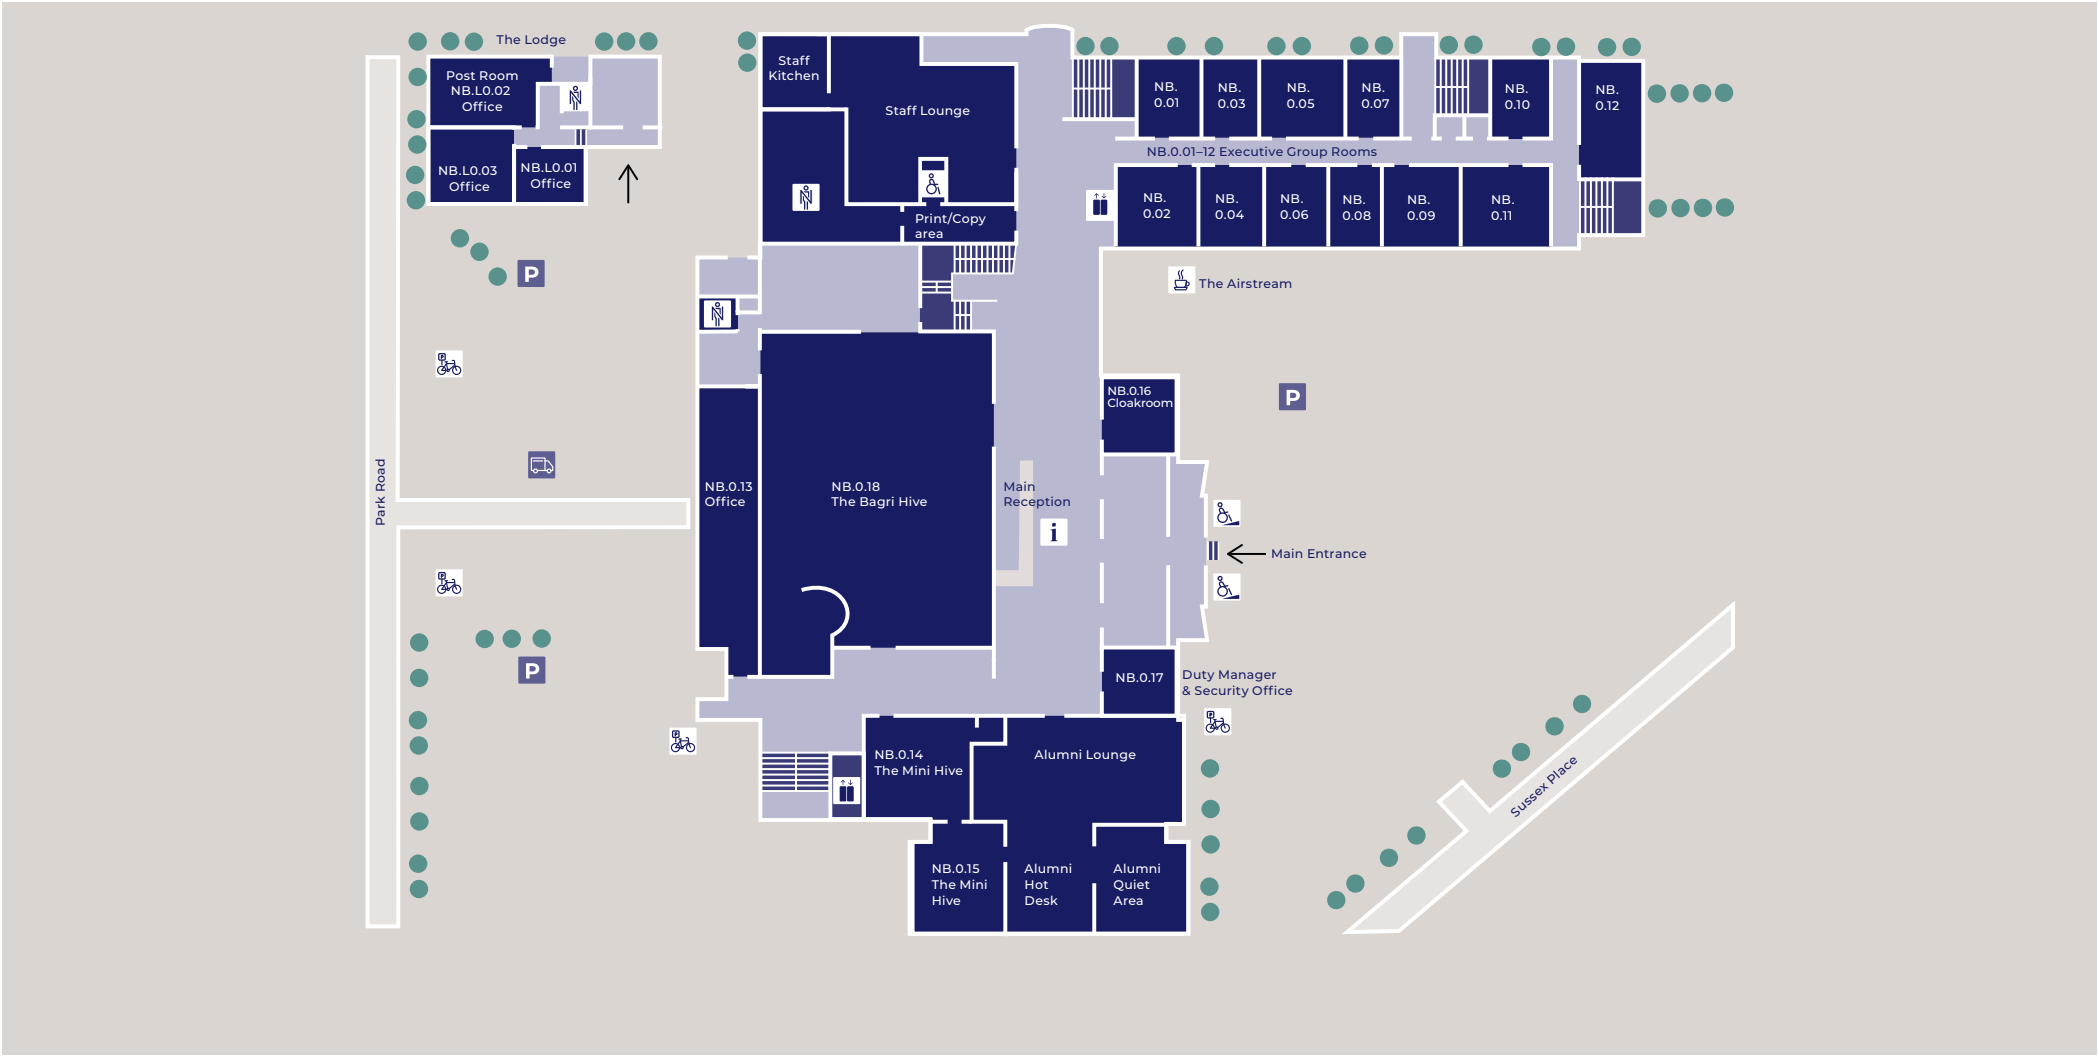 The Lodge
Post Room
NB.L0.02
Office
NB.L0.03
Office
NB.L0.01
Office
P
P
Park Road
Staff
Kitchen
Staff Lounge
Print/Copy
area
NB.
0.01
NB.
0.03
NB.
0.05
NB.
0.07
NB.
0.10
NB.
0.12
NB.0.01–12 Executive Group Rooms
NB.
0.02
NB.
0.04
NB.
0.06
NB.
0.08
NB.
0.09
NB.
0.11
The Airstream
NB.0.16
Cloakroom
P
NB.0.13
Office
NB.0.18
The Bagri Hive
Main
Reception
i
Main Entrance
NB.0.17
Duty Manager
& Security Office
NB.0.14
The Mini Hive
Alumni Lounge
NB.0.15
The Mini
Hive
Alumni
Hot
Desk
Alumni
Quiet
Area
Sussex Place